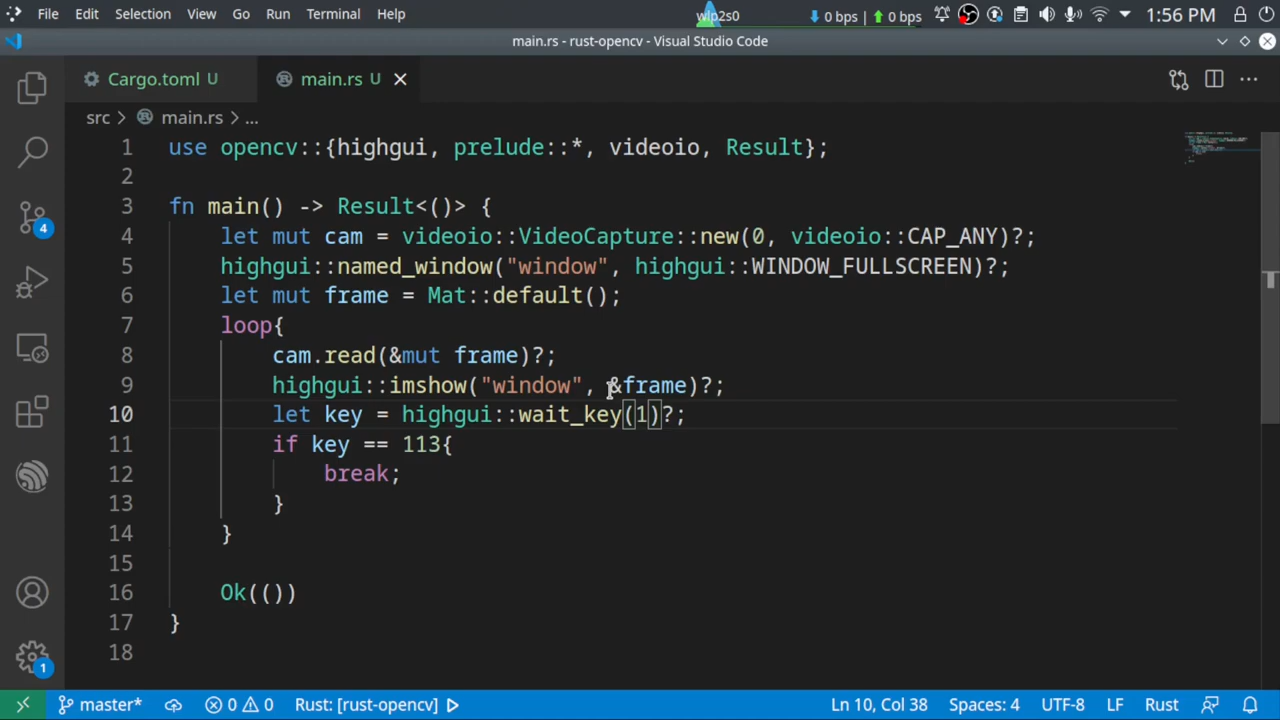 File Edit Selection View Go Run Terminal Help wlp2s0 0 bps 0 bps 1:56 PM
main.rs - rust-opencv - Visual Studio Code
Cargo.toml U main.rs U
src > main.rs > ...
1 use opencv::{highgui, prelude::*, videoio, Result};
2
3 fn main() -> Result<()> {
4 let mut cam = videoio::VideoCapture::new(0, videoio::CAP_ANY)?;
5 highgui::named_window("window", highgui::WINDOW_FULLSCREEN)?;
6 let mut frame = Mat::default();
7 loop{
8 cam.read(&mut frame)?;
9 highgui::imshow("window", &frame)?;
10 let key = highgui::wait_key(1)?;
11 if key == 113{
12 break;
13 }
14 }
15
16 Ok(())
17 }
18
4
1
master* 0 0 Rust: [rust-opencv] Ln 10, Col 38 Spaces: 4 UTF-8 LF Rust